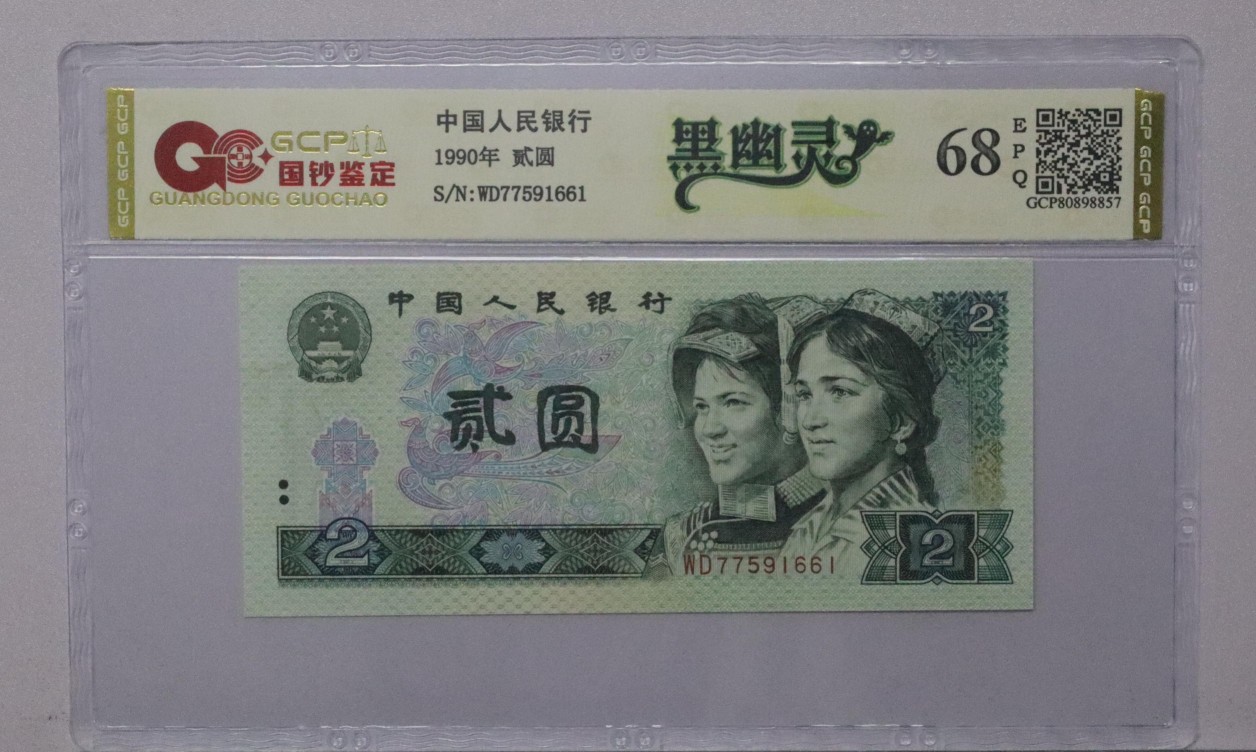 GCP GCP GCP
GCP
国钞鉴定
GUANGDONG GUOCHAO
中国人民银行
1990年 贰圆
S/N:WD77591661
黑幽灵
68
EPQ
GCP80898857
GCP GCP GCP
中国人民银行
2
贰圆
2
WD77591661
2